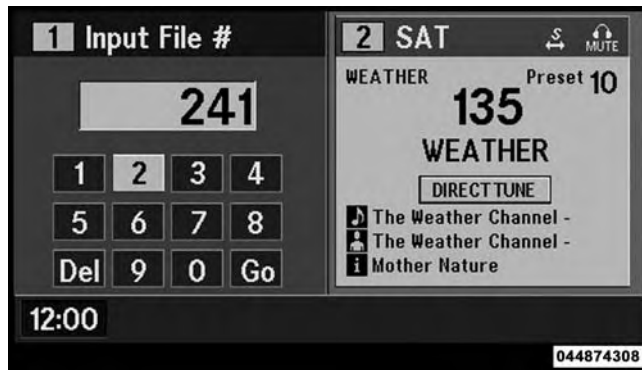 1 Input File #
241
1 2 3 4
5 6 7 8
Del 9 0 Go
2 SAT S MUTE
WEATHER Preset 10
135
WEATHER
DIRECT TUNE
The Weather Channel -
The Weather Channel -
i Mother Nature
12:00
044874308